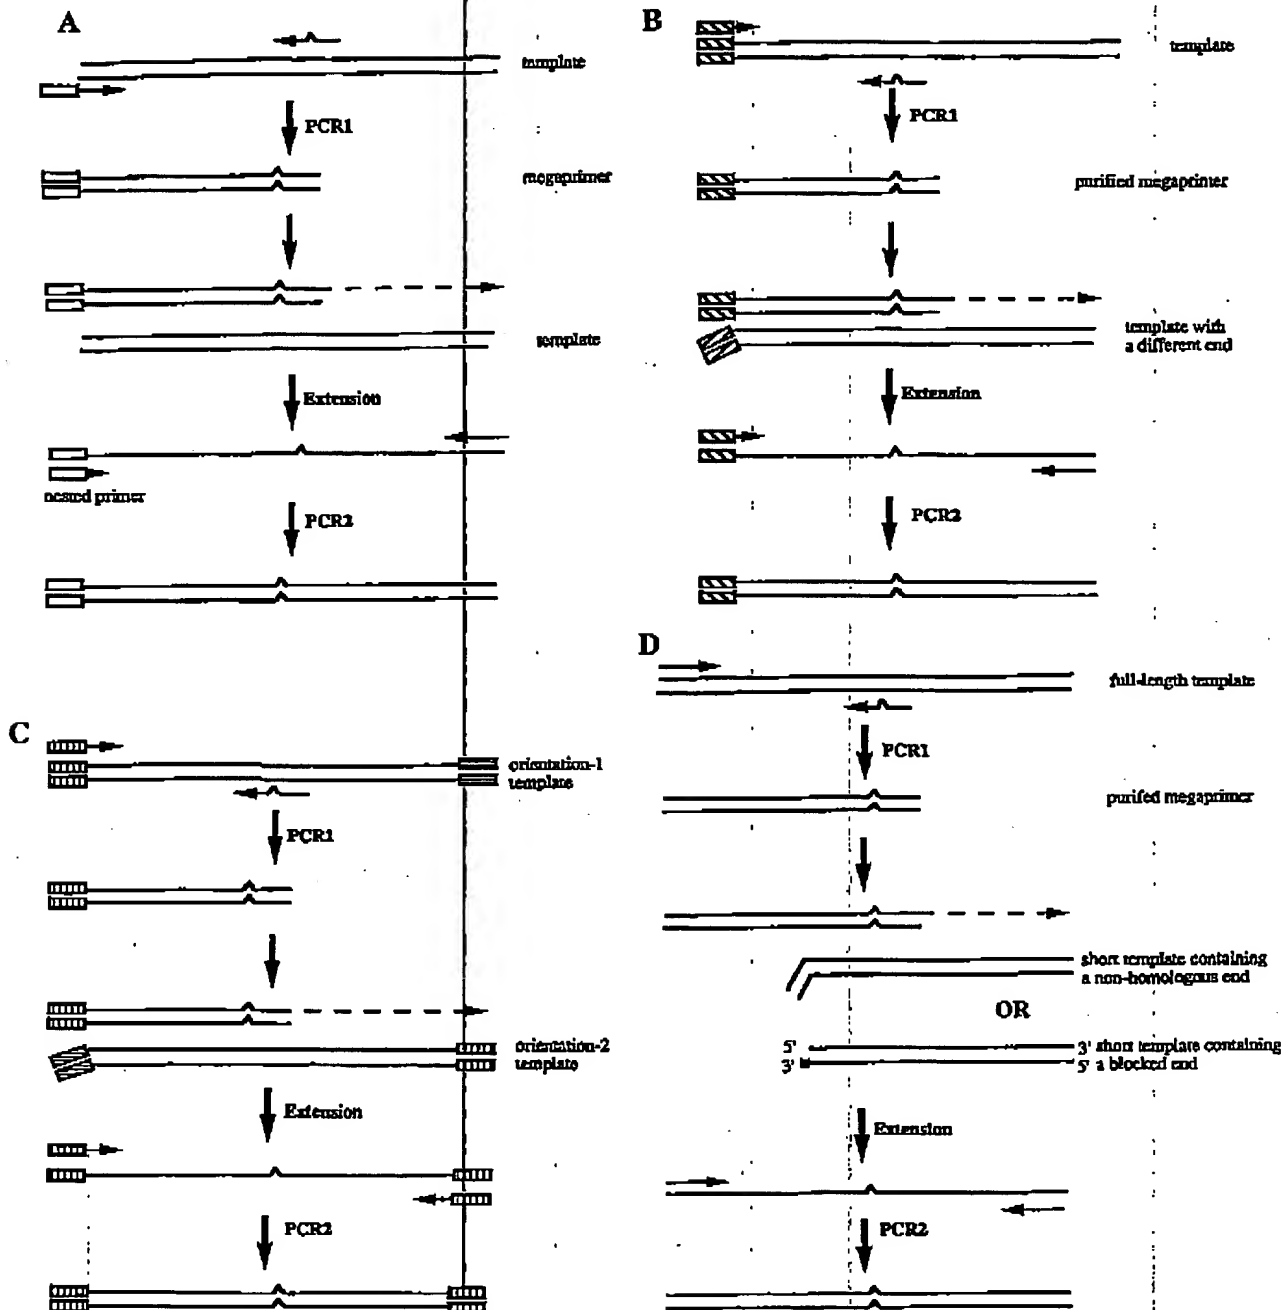 A
template
PCR1
megaprimer
template
Extension
nested primer
PCR2
B
template
PCR1
purified megaprimer
template with
a different end
Extension
PCR2
C
orientation-1
template
PCR1
orientation-2
template
Extension
PCR2
D
full-length template
PCR1
purifed megaprimer
short template containing
a non-homologous end
OR
5' 3' short template containing
3' 5' a blocked end
Extension
PCR2